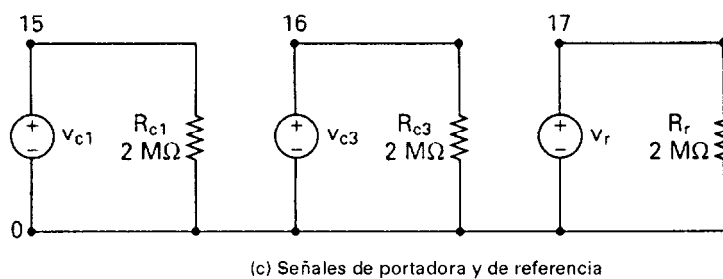 15
16
17
+
−
v_c1
R_c1
2 MΩ
+
−
v_c3
R_c3
2 MΩ
+
−
v_r
R_r
2 MΩ
0
(c) Señales de portadora y de referencia